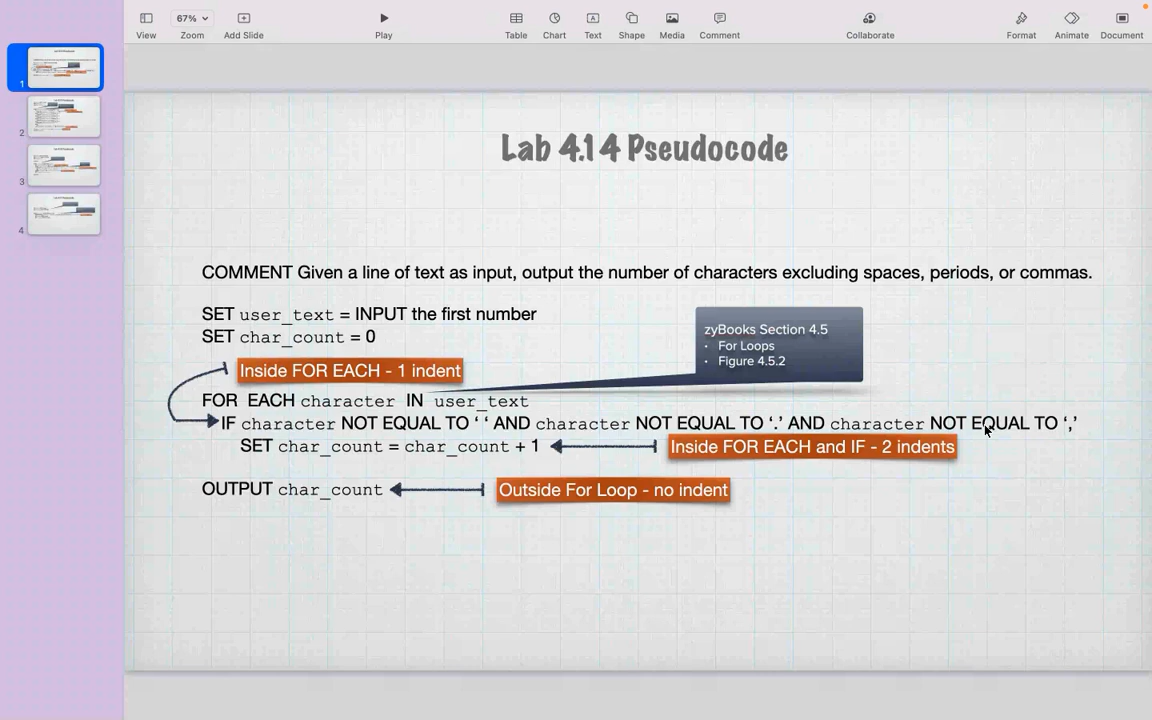 67%
View
Zoom
Add Slide
Play
Table
Chart
Text
Shape
Media
Comment
Collaborate
Format
Animate
Document
1
2
3
4
Lab 4.14 Pseudocode
COMMENT Given a line of text as input, output the number of characters excluding spaces, periods, or commas.
SET user_text = INPUT the first number
SET char_count = 0
zyBooks Section 4.5
• For Loops
• Figure 4.5.2
Inside FOR EACH - 1 indent
FOR EACH character IN user_text
IF character NOT EQUAL TO ‘ ‘ AND character NOT EQUAL TO ‘.’ AND character NOT EQUAL TO ‘,’
SET char_count = char_count + 1
Inside FOR EACH and IF - 2 indents
OUTPUT char_count
Outside For Loop - no indent